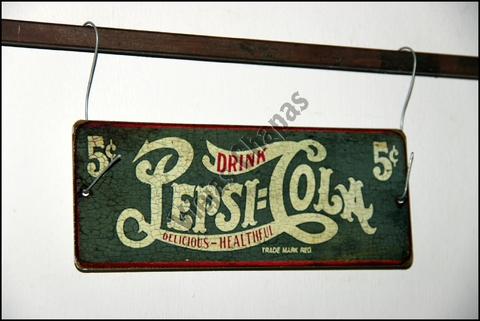 5¢
DRINK
5¢
PEPSI=COLA
DELICIOUS-HEALTHFUL
TRADE MARK REG.